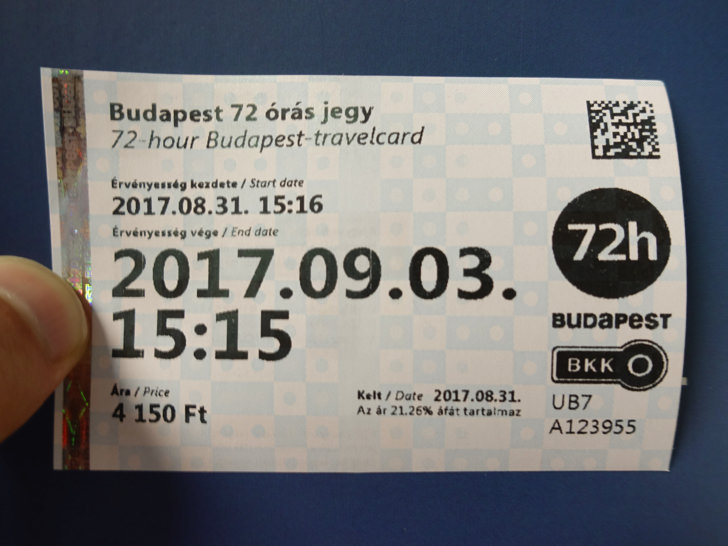 Budapest 72 órás jegy
72-hour Budapest-travelcard
Érvényesség kezdete / Start date
2017.08.31. 15:16
Érvényesség vége / End date
2017.09.03.
15:15
72h
BUDAPEST
BKK
Ára / Price
4 150 Ft
Kelt / Date 2017.08.31.
Az ár 21.26% áfát tartalmaz
UB7
A123955